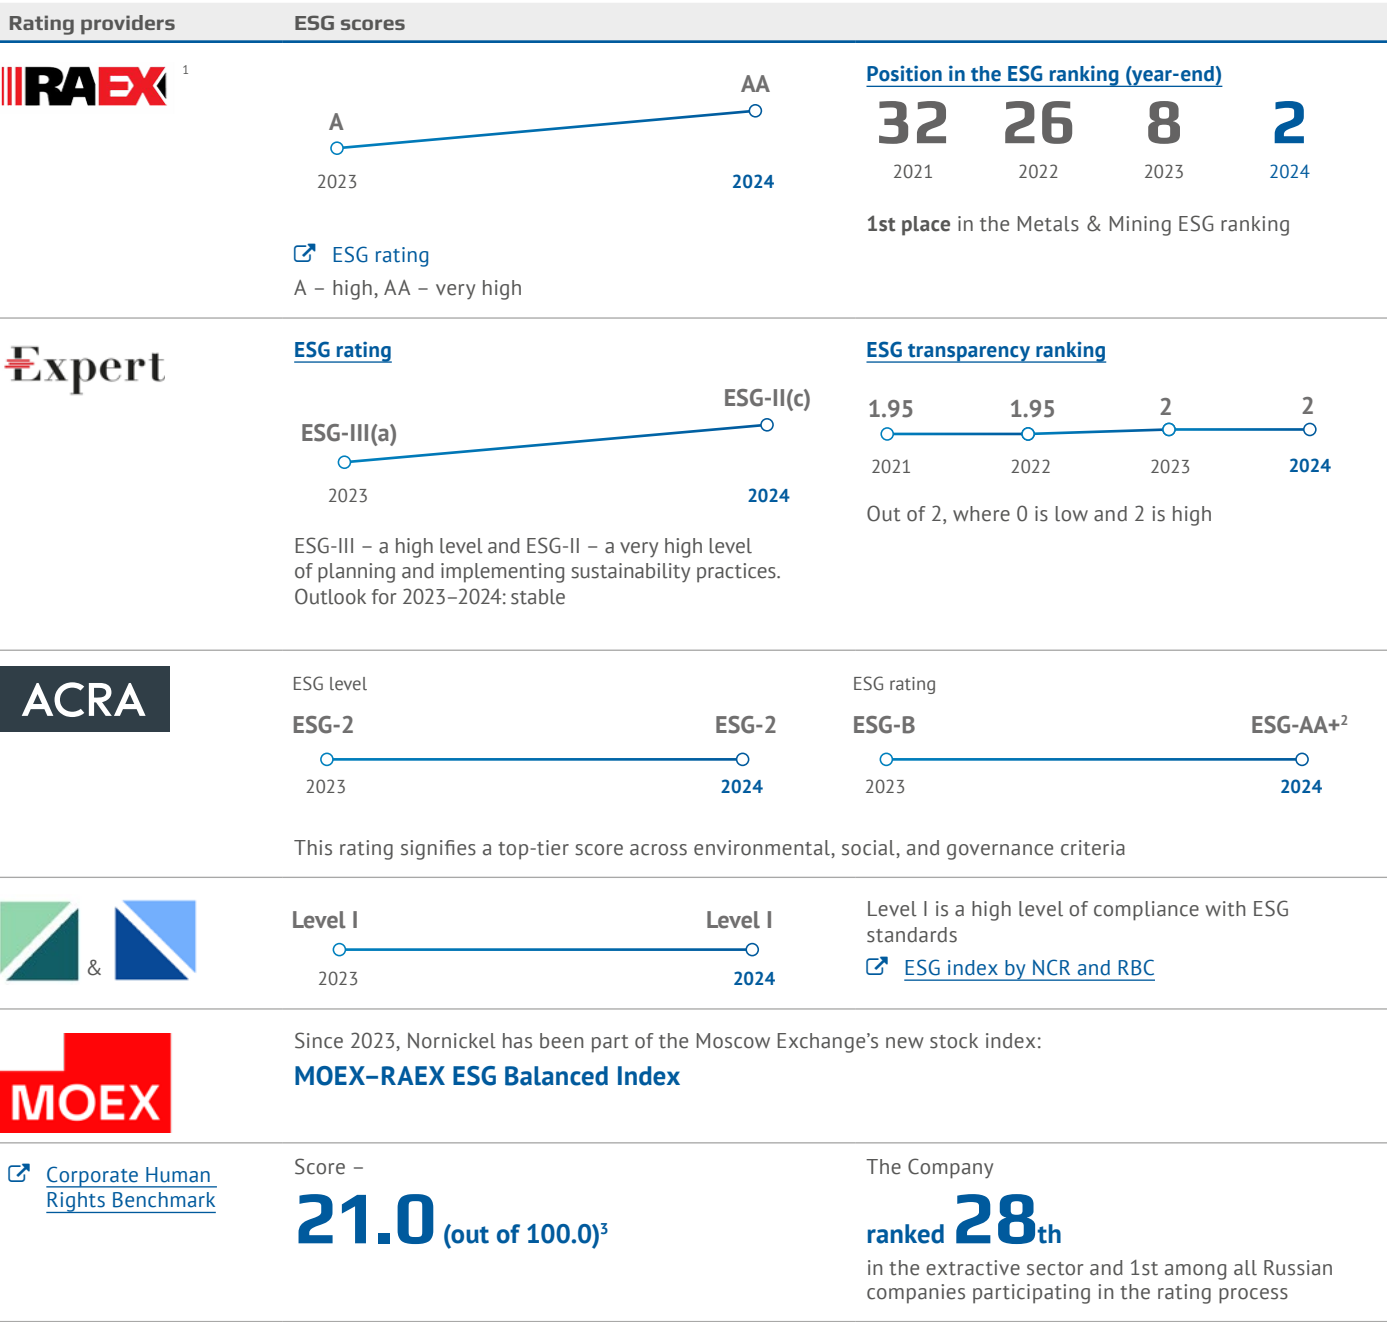 Rating providers
ESG scores
RAEX 1
A
AA
2023
2024
ESG rating
A – high, AA – very high
Position in the ESG ranking (year-end)
32 26 8 2
2021 2022 2023 2024
1st place in the Metals & Mining ESG ranking
Expert
ESG rating
ESG-III(a)
ESG-II(c)
2023
2024
ESG-III – a high level and ESG-II – a very high level
of planning and implementing sustainability practices.
Outlook for 2023–2024: stable
ESG transparency ranking
1.95 1.95 2 2
2021 2022 2023 2024
Out of 2, where 0 is low and 2 is high
ACRA
ESG level
ESG-2 ESG-2
2023 2024
ESG rating
ESG-B ESG-AA+2
2023 2024
This rating signifies a top-tier score across environmental, social, and governance criteria
&
Level I Level I
2023 2024
Level I is a high level of compliance with ESG
standards
ESG index by NCR and RBC
MOEX
Since 2023, Nornickel has been part of the Moscow Exchange’s new stock index:
MOEX–RAEX ESG Balanced Index
Corporate Human
Rights Benchmark
Score –
21.0 (out of 100.0)3
The Company
ranked 28th
in the extractive sector and 1st among all Russian
companies participating in the rating process